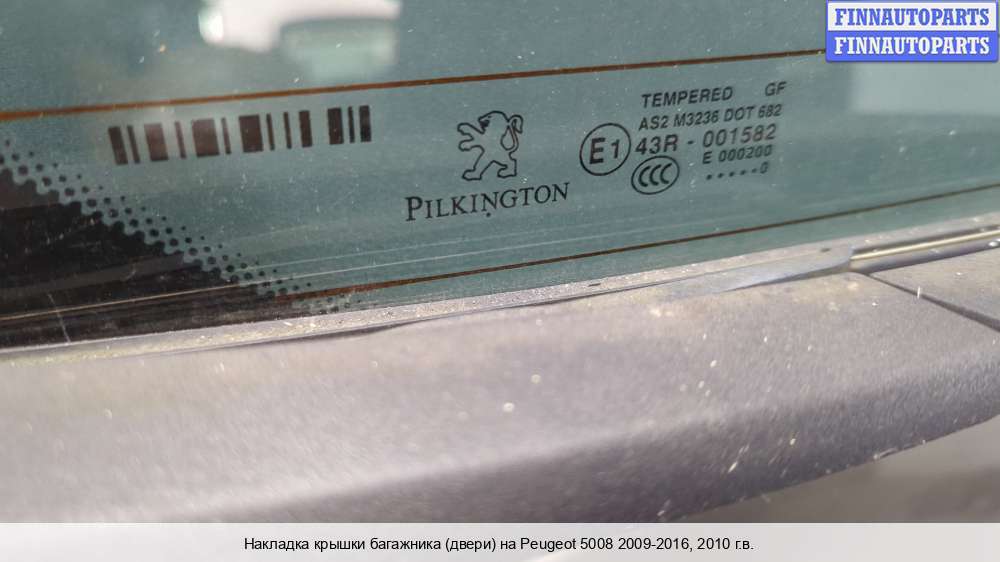 FINNAUTOPARTS
FINNAUTOPARTS
TEMPERED GF
AS2 M3236 DOT 682
E1 43R - 001582
E 000200
CCC
•••••0
PILKINGTON
Накладка крышки багажника (двери) на Peugeot 5008 2009-2016, 2010 г.в.